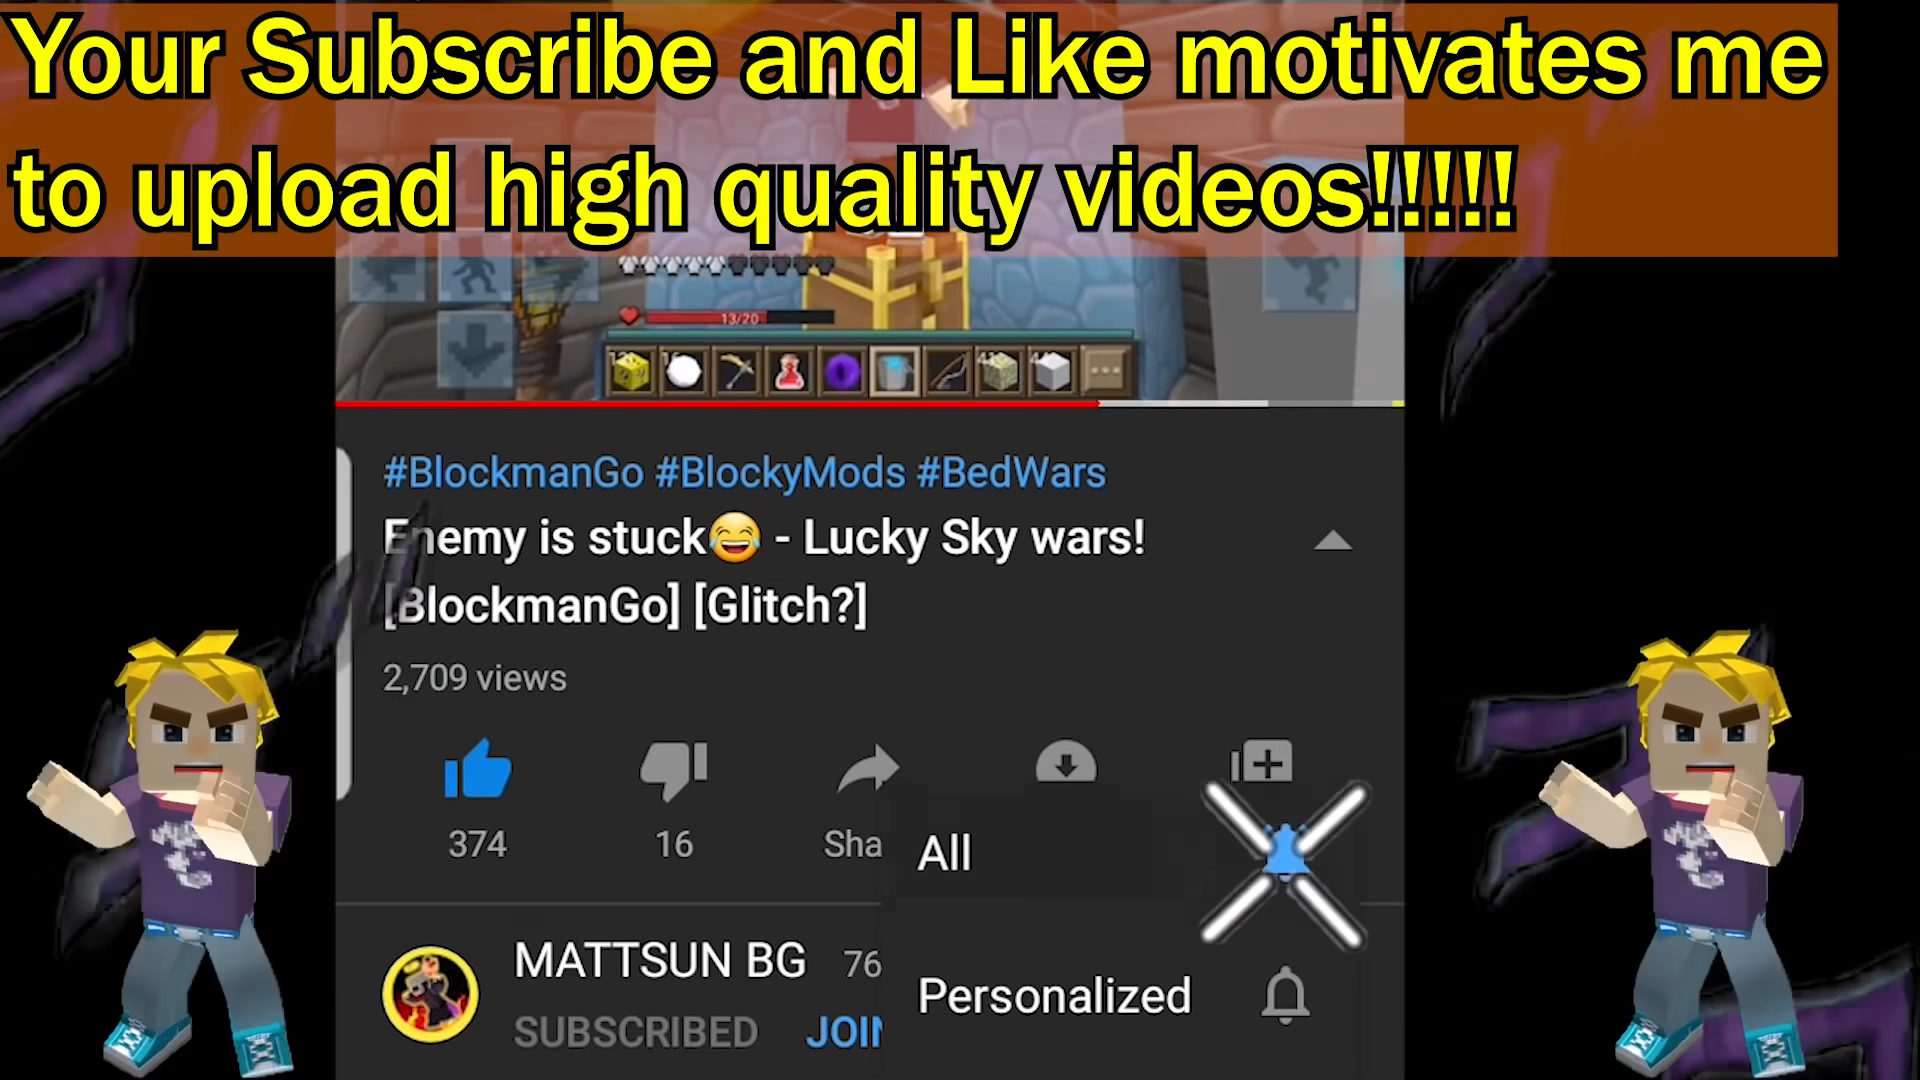 Your Subscribe and Like motivates me
to upload high quality videos!!!!!
13/20
#BlockmanGo #BlockyMods #BedWars
Enemy is stuck😂 - Lucky Sky wars!
[BlockmanGo] [Glitch?]
2,709 views
374
16
Sha
All
MATTSUN BG 76
Personalized
SUBSCRIBED JOIN